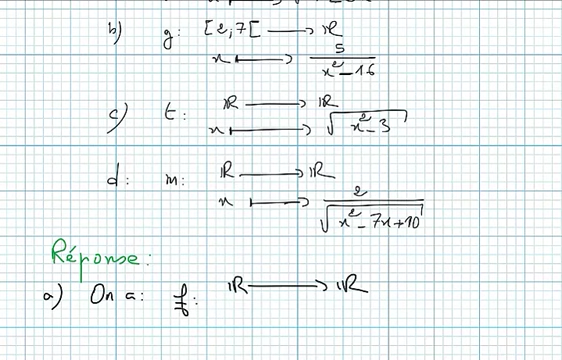 b) g: [2;7[ ⟶ ℝ
x ⟼ 5/(x²-16)
c) t: ℝ ⟶ ℝ
x ⟼ √(x²-3)
d: m: ℝ ⟶ ℝ
x ⟼ 2/√(x²-7x+10)
Réponse:
a) On a: f: ℝ ⟶ ℝ